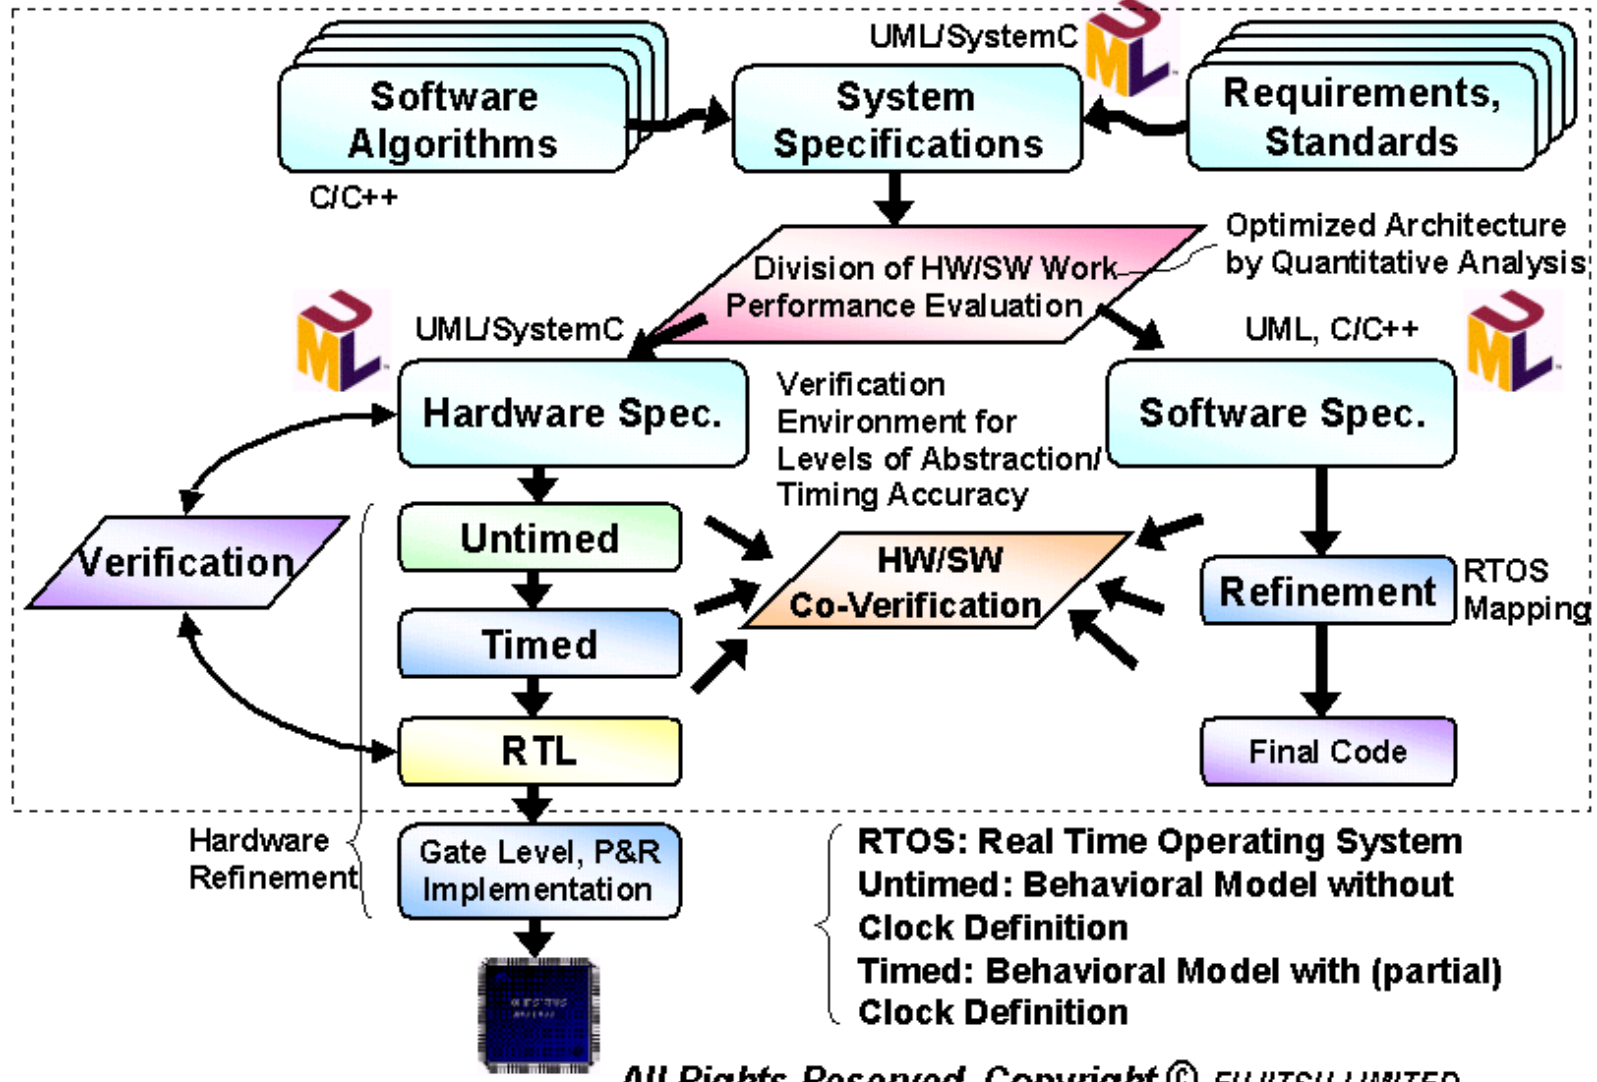 UML/SystemC
UML
Software
Algorithms
System
Specifications
Requirements,
Standards
C/C++
Optimized Architecture
by Quantitative Analysis
Division of HW/SW Work
Performance Evaluation
UML
UML/SystemC
UML, C/C++
UML
Hardware Spec.
Verification
Environment for
Levels of Abstraction/
Timing Accuracy
Software Spec.
Untimed
Verification
HW/SW
Co-Verification
Refinement
RTOS
Mapping
Timed
RTL
Final Code
Hardware
Refinement
Gate Level, P&R
Implementation
RTOS: Real Time Operating System
Untimed: Behavioral Model without
Clock Definition
Timed: Behavioral Model with (partial)
Clock Definition
All Rights Reserved, Copyright © FUJITSU LIMITED